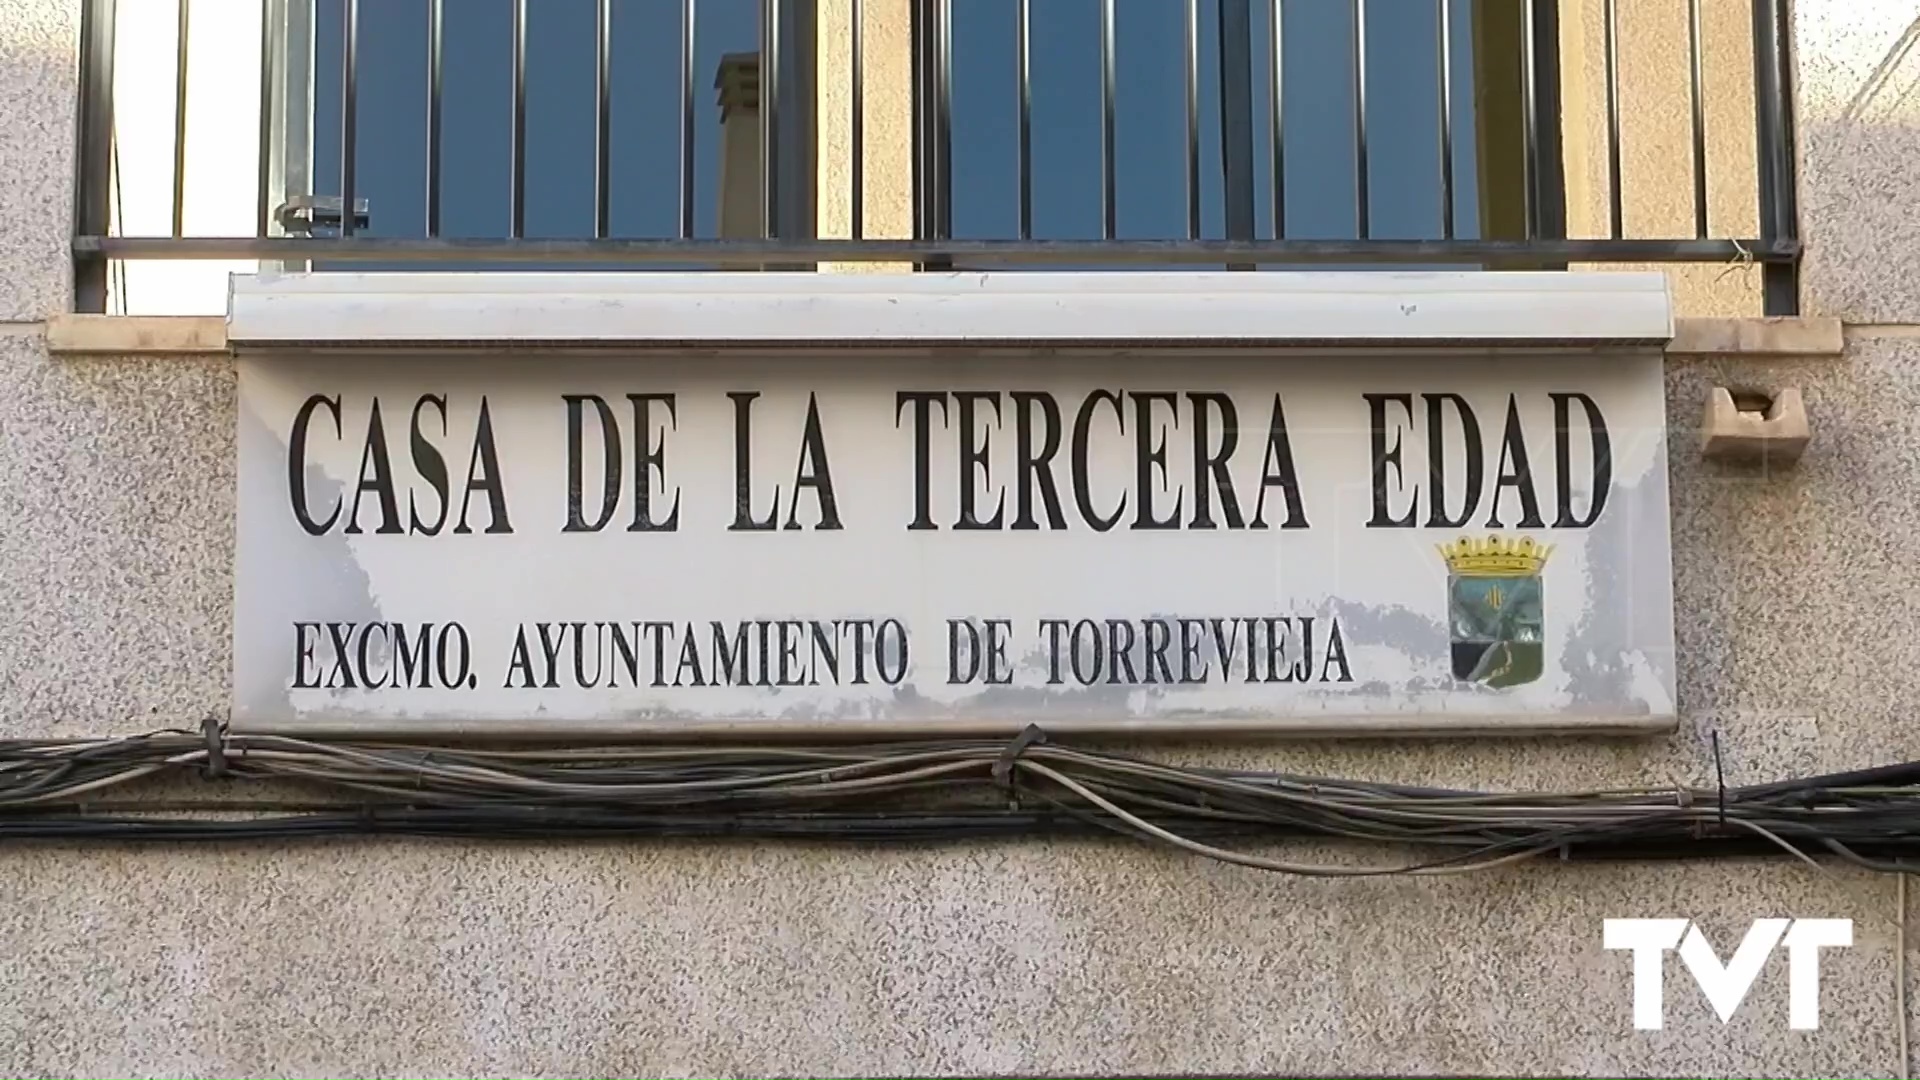 CASA DE LA TERCERA EDAD
EXCMO. AYUNTAMIENTO DE TORREVIEJA
TVT